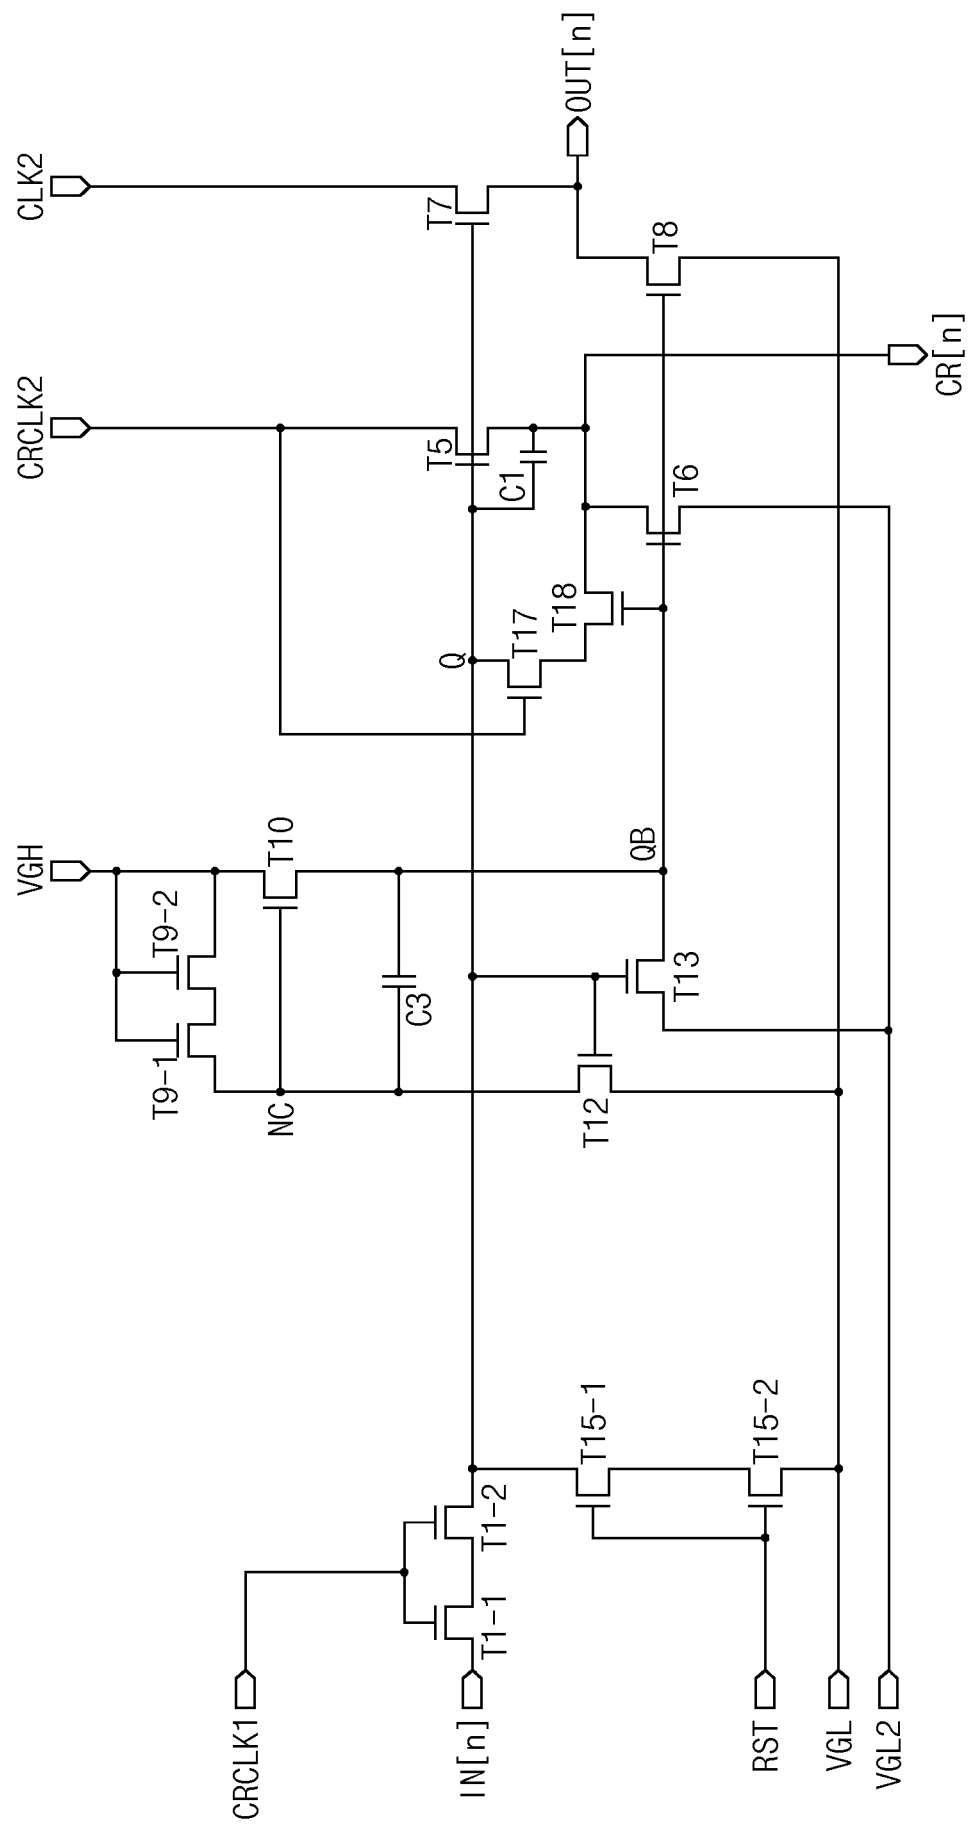 CRCLK1
IN[n]
RST
VGL
VGL2
T1-1
T1-2
T15-1
T15-2
VGH
T9-1
T9-2
NC
T10
C3
T12
T13
QB
CRCLK2
Q
T17
T18
T5
C1
T6
CLK2
T7
T8
OUT[n]
CR[n]